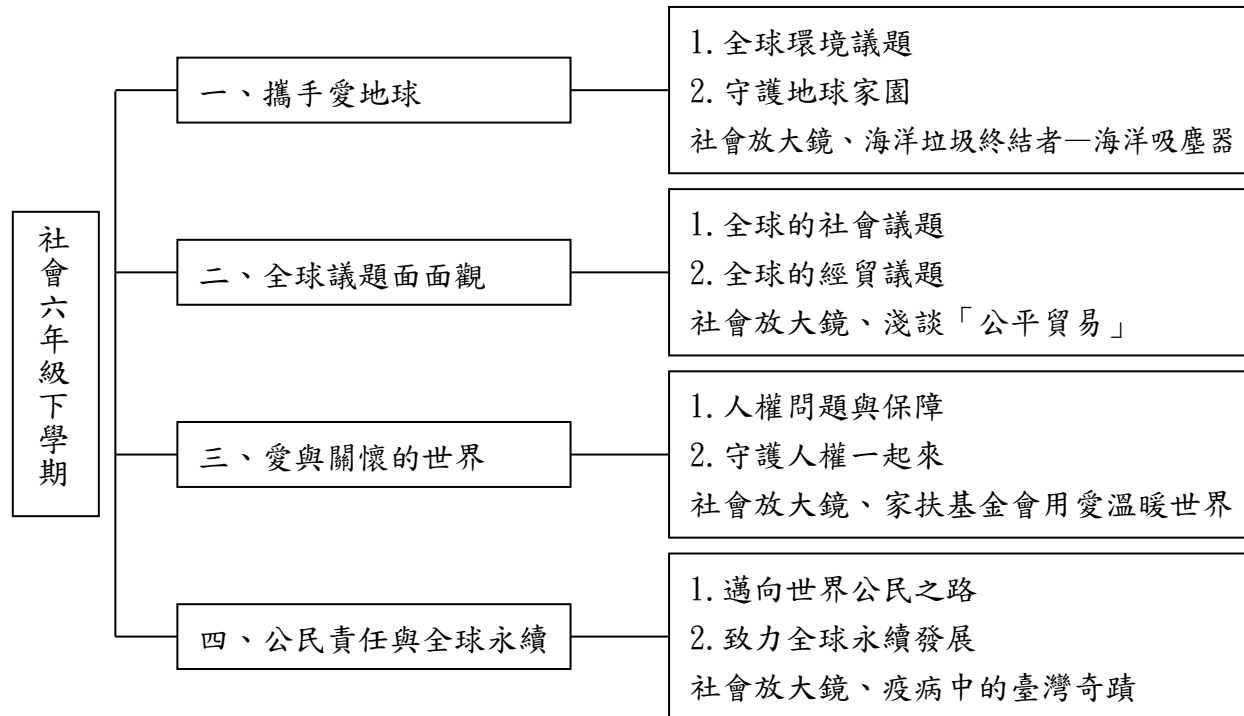 社會六年級下學期
一、攜手愛地球
1.全球環境議題
2.守護地球家園
社會放大鏡、海洋垃圾終結者—海洋吸塵器
二、全球議題面面觀
1.全球的社會議題
2.全球的經貿議題
社會放大鏡、淺談「公平貿易」
三、愛與關懷的世界
1.人權問題與保障
2.守護人權一起來
社會放大鏡、家扶基金會用愛溫暖世界
四、公民責任與全球永續
1.邁向世界公民之路
2.致力全球永續發展
社會放大鏡、疫病中的臺灣奇蹟